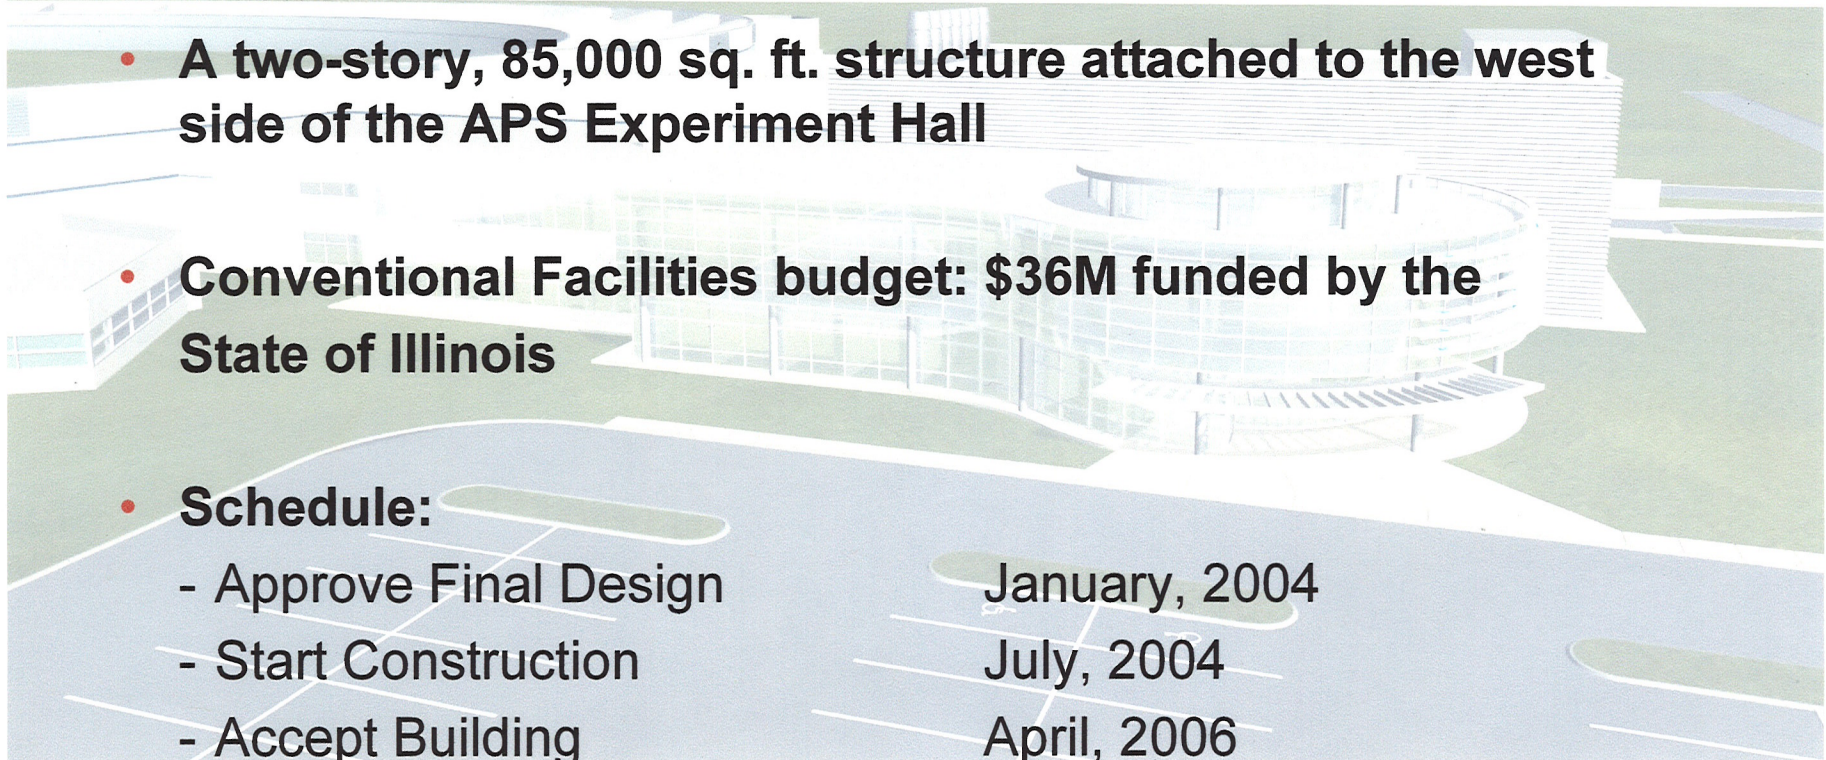 • A two-story, 85,000 sq. ft. structure attached to the west
side of the APS Experiment Hall
• Conventional Facilities budget: $36M funded by the
State of Illinois
• Schedule:
- Approve Final Design January, 2004
- Start Construction July, 2004
- Accept Building April, 2006